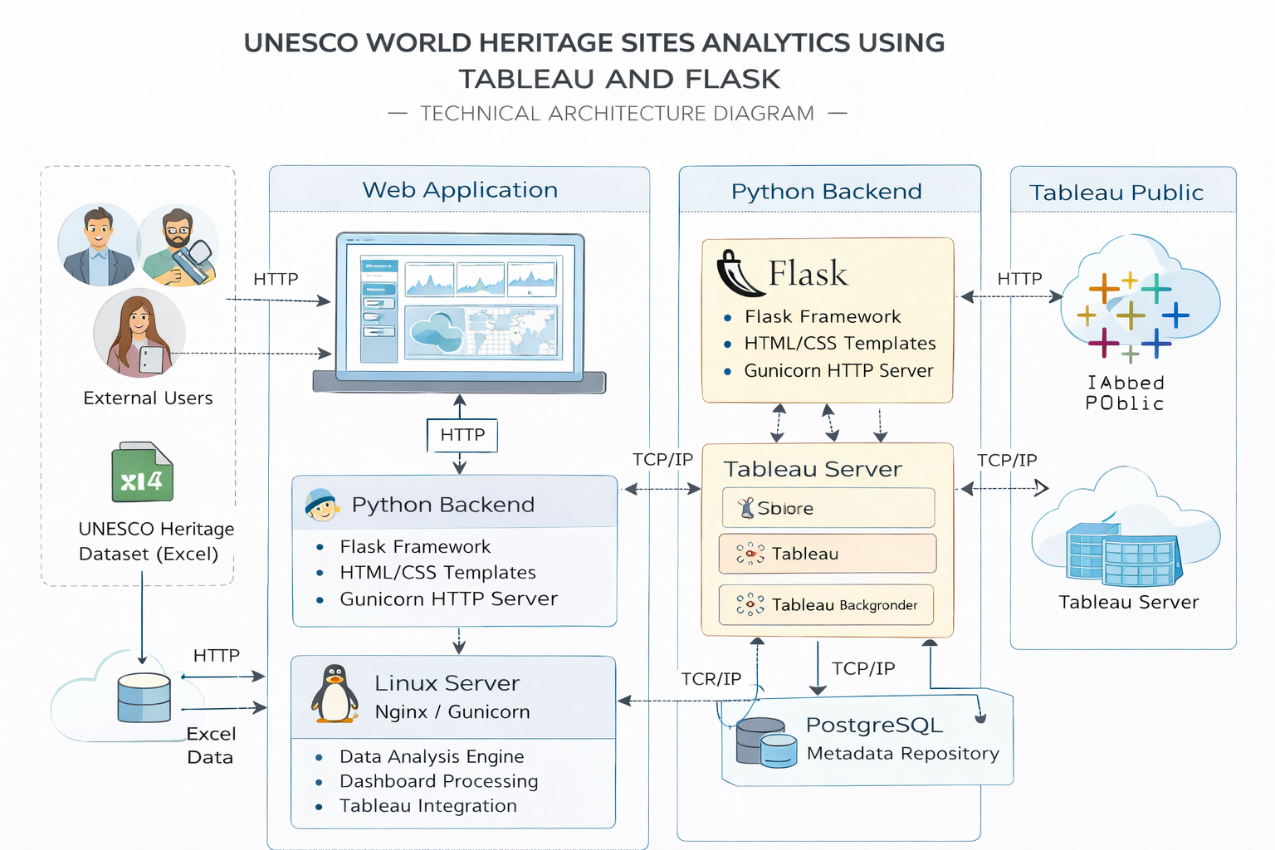 UNESCO WORLD HERITAGE SITES ANALYTICS USING
TABLEAU AND FLASK
— TECHNICAL ARCHITECTURE DIAGRAM —
External Users
x14
UNESCO Heritage
Dataset (Excel)
HTTP
HTTP
Excel
Data
Web Application
HTTP
Python Backend
• Flask Framework
• HTML/CSS Templates
• Gunicorn HTTP Server
Linux Server
Nginx / Gunicorn
• Data Analysis Engine
• Dashboard Processing
• Tableau Integration
TCP/IP
TCR/IP
Python Backend
Flask
• Flask Framework
• HTML/CSS Templates
• Gunicorn HTTP Server
Tableau Server
Sbiore
Tableau
Tableau Backgronder
TCP/IP
PostgreSQL
Metadata Repository
HTTP
TCP/IP
Tableau Public
IAbbed
POblic
Tableau Server